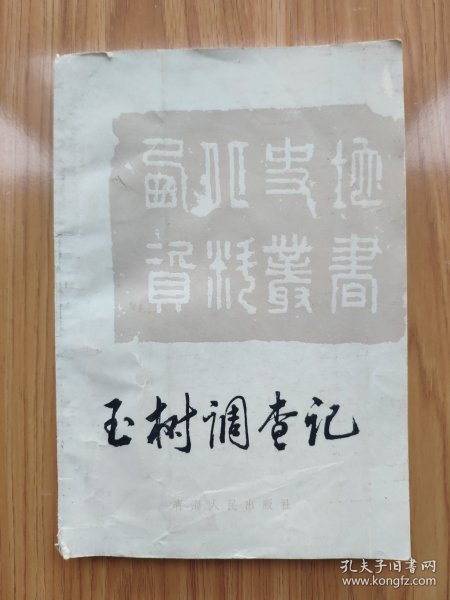 西北史地
資料叢書
玉树调查记
青海人民出版社
孔夫子旧书网
www.kongfz.com